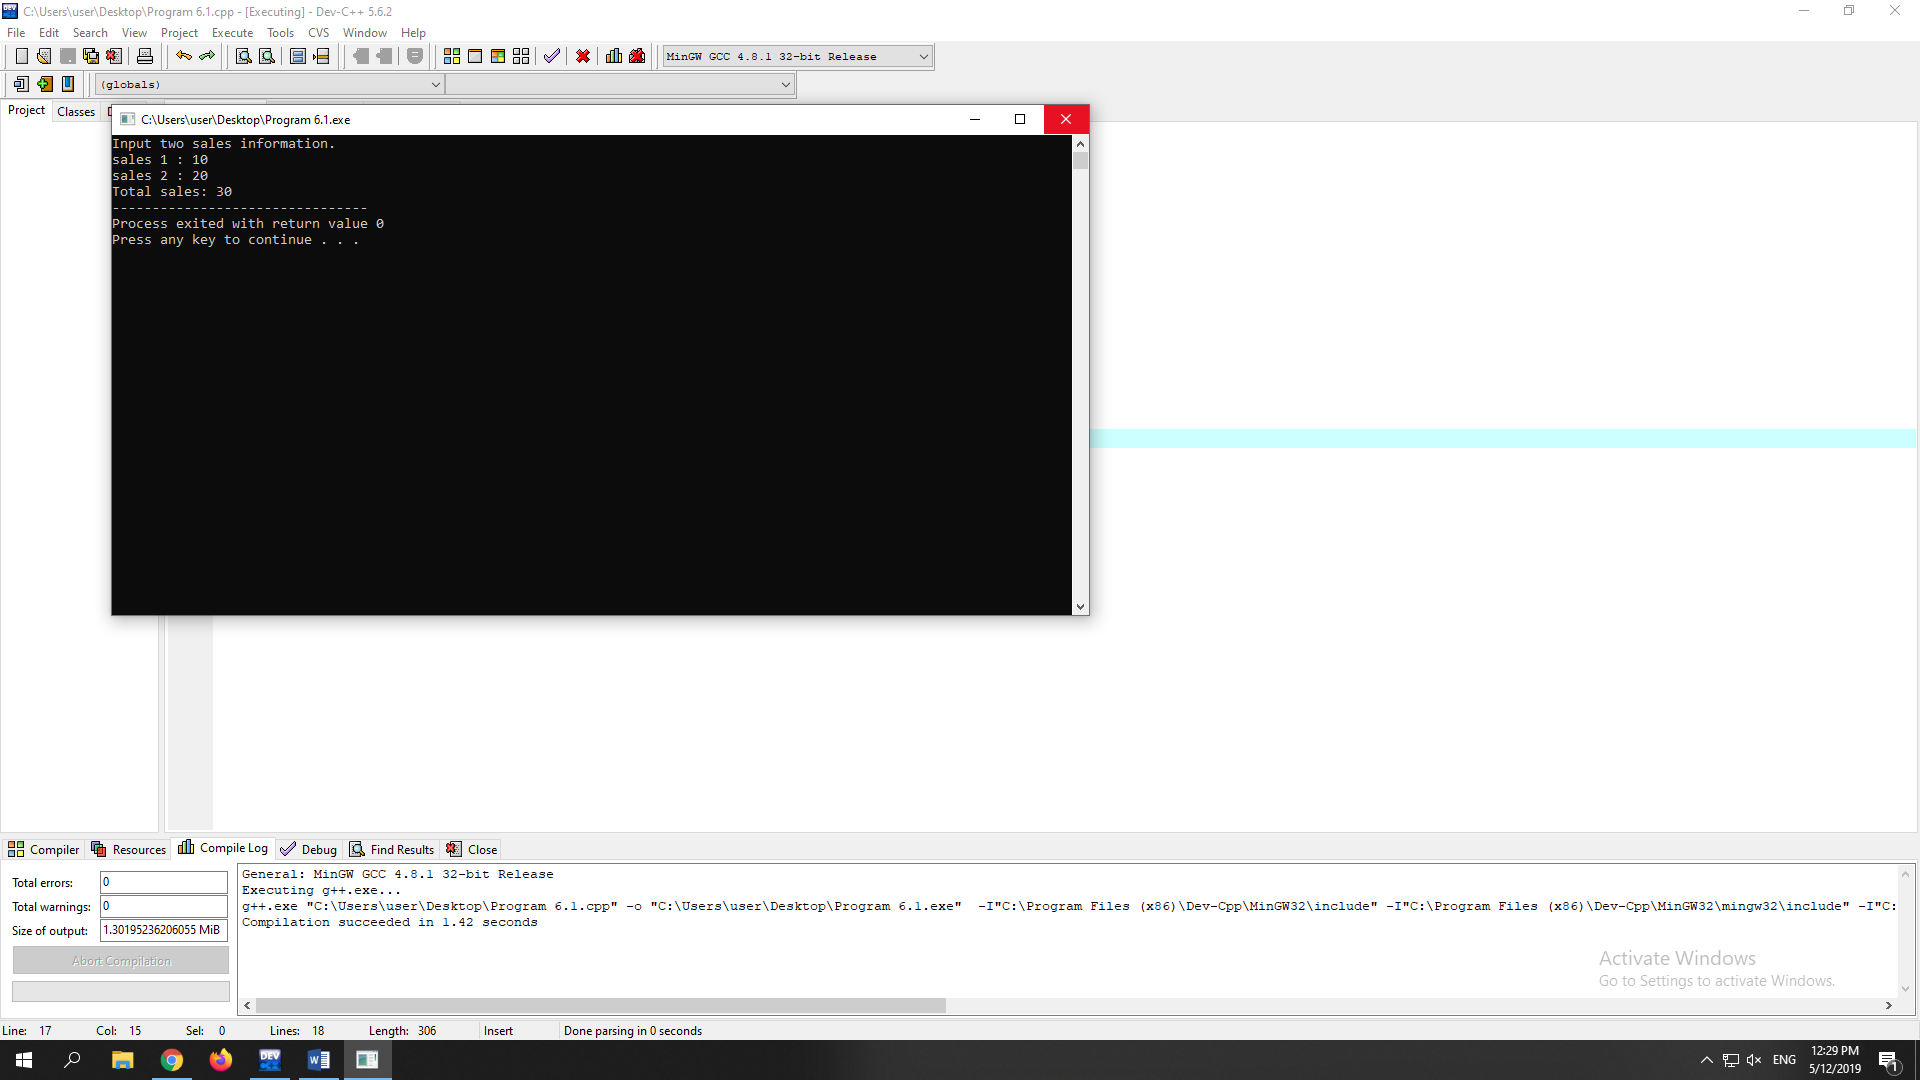 C:\Users\user\Desktop\Program 6.1.cpp - [Executing] - Dev-C++ 5.6.2
File Edit Search View Project Execute Tools CVS Window Help
MinGW GCC 4.8.1 32-bit Release
(globals)
Project Classes
C:\Users\user\Desktop\Program 6.1.exe
Input two sales information.
sales 1 : 10
sales 2 : 20
Total sales: 30
--------------------------------
Process exited with return value 0
Press any key to continue . . .
Compiler Resources Compile Log Debug Find Results Close
Total errors: 0
Total warnings: 0
Size of output: 1.30195236206055 MiB
Abort Compilation
General: MinGW GCC 4.8.1 32-bit Release
Executing g++.exe...
g++.exe "C:\Users\user\Desktop\Program 6.1.cpp" -o "C:\Users\user\Desktop\Program 6.1.exe"  -I"C:\Program Files (x86)\Dev-Cpp\MinGW32\include" -I"C:\Program Files (x86)\Dev-Cpp\MinGW32\mingw32\include" -I"C:
Compilation succeeded in 1.42 seconds
Activate Windows
Go to Settings to activate Windows.
Line: 17 Col: 15 Sel: 0 Lines: 18 Length: 306 Insert Done parsing in 0 seconds
DEV
ENG
12:29 PM
5/12/2019
1